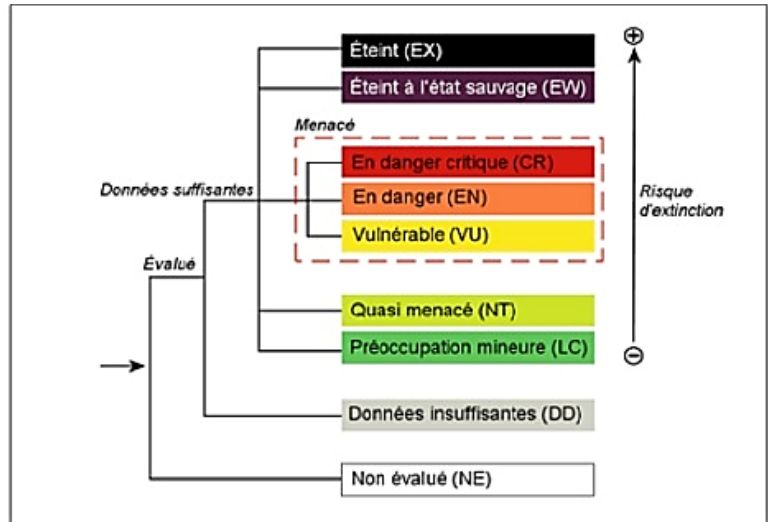 Éteint (EX)
Éteint à l'état sauvage (EW)
Menacé
En danger critique (CR)
Données suffisantes
En danger (EN)
Risque
d'extinction
Vulnérable (VU)
Évalué
Quasi menacé (NT)
Préoccupation mineure (LC)
Données insuffisantes (DD)
Non évalué (NE)